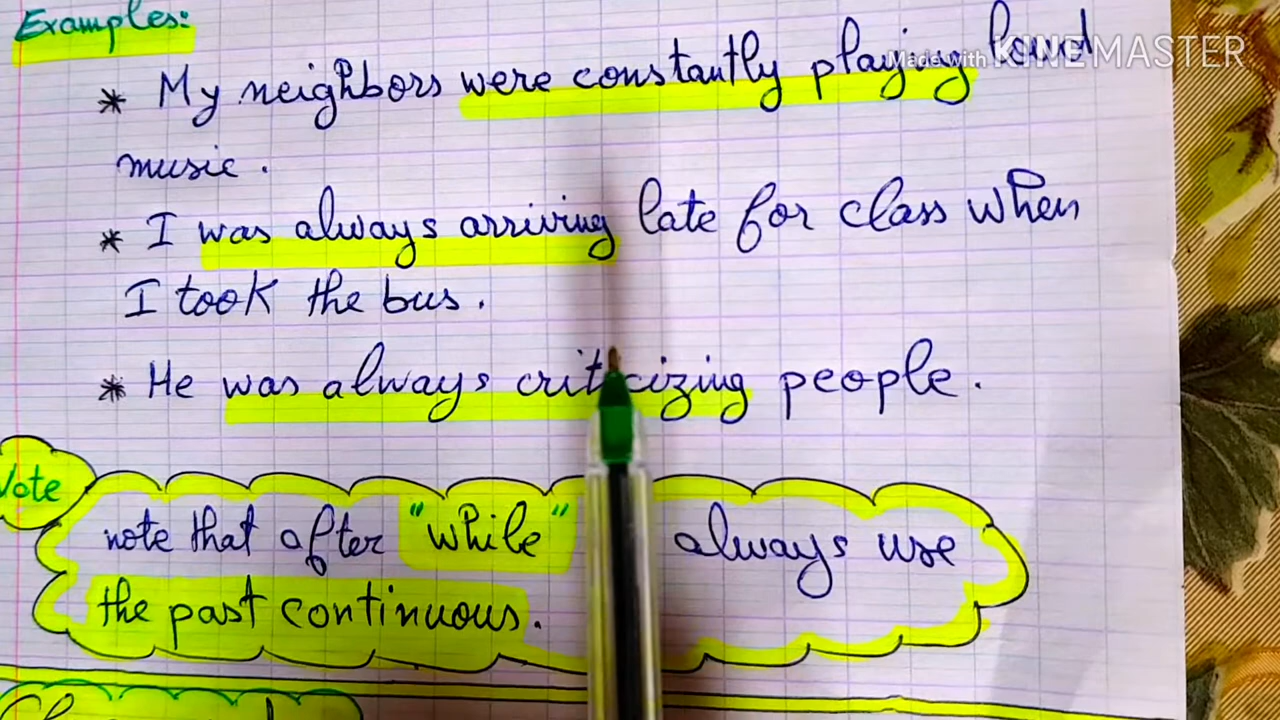 Examples:
Made with KINEMASTER
* My neighbors were constantly playing loud
music.
* I was always arriving late for class when
I took the bus.
* He was always criticizing people.
Note
note that after "while" always use
the past continuous.